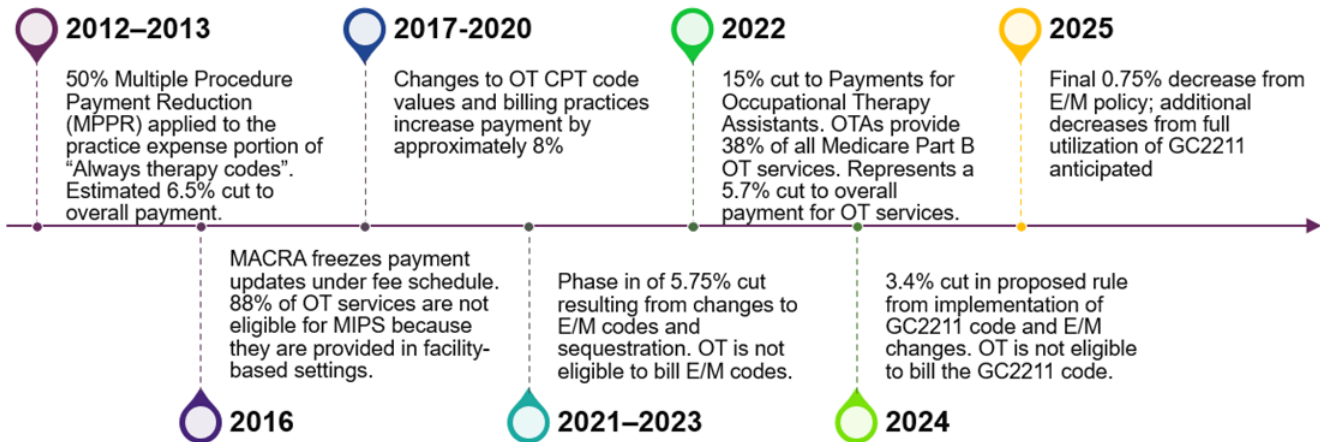 2012–2013
50% Multiple Procedure
Payment Reduction
(MPPR) applied to the
practice expense portion of
“Always therapy codes”.
Estimated 6.5% cut to
overall payment.
2017-2020
Changes to OT CPT code
values and billing practices
increase payment by
approximately 8%
2022
15% cut to Payments for
Occupational Therapy
Assistants. OTAs provide
38% of all Medicare Part B
OT services. Represents a
5.7% cut to overall
payment for OT services.
2025
Final 0.75% decrease from
E/M policy; additional
decreases from full
utilization of GC2211
anticipated
MACRA freezes payment
updates under fee schedule.
88% of OT services are not
eligible for MIPS because
they are provided in facility-
based settings.
2016
Phase in of 5.75% cut
resulting from changes to
E/M codes and
sequestration. OT is not
eligible to bill E/M codes.
2021–2023
3.4% cut in proposed rule
from implementation of
GC2211 code and E/M
changes. OT is not eligible
to bill the GC2211 code.
2024